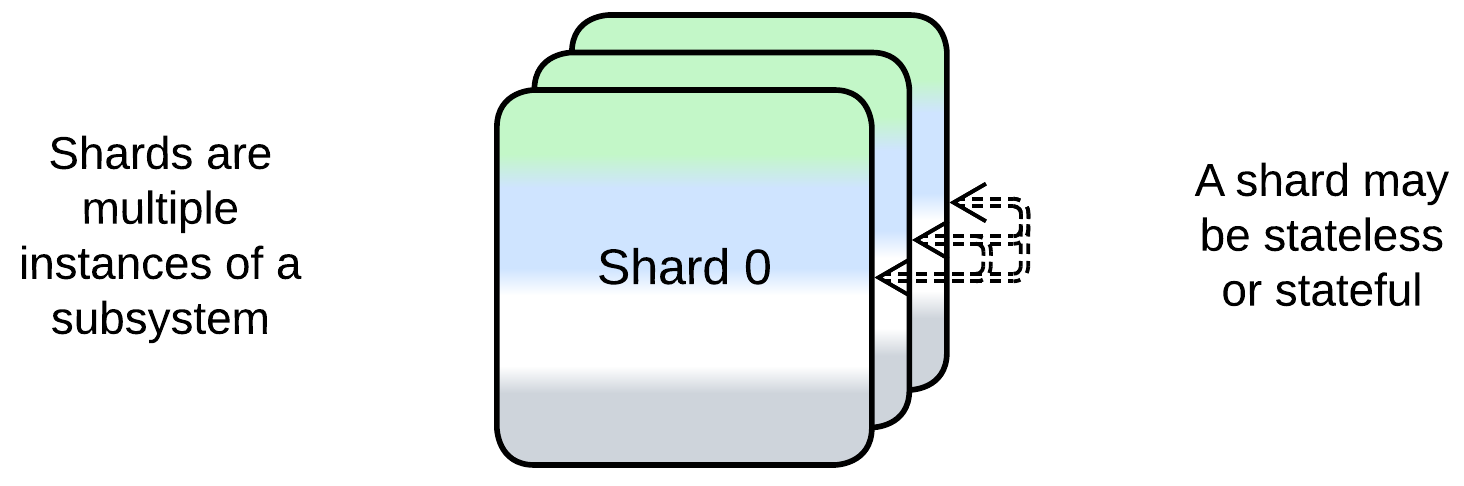 Shards are
multiple
instances of a
subsystem
Shard 0
A shard may
be stateless
or stateful